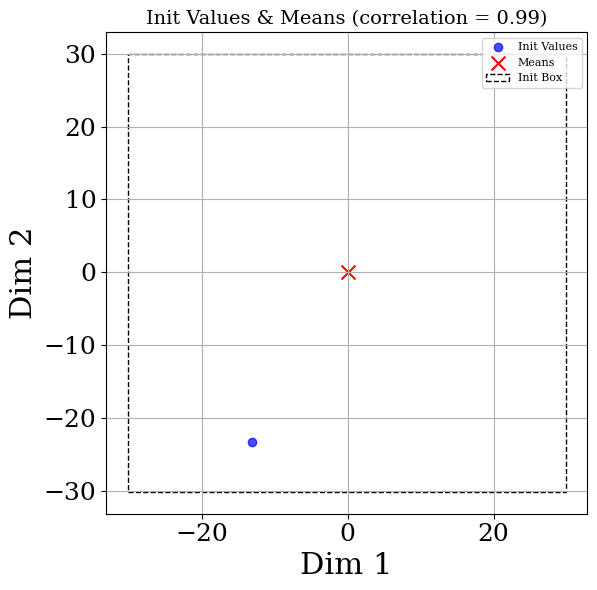 Init Values & Means (correlation = 0.99)
Init Values
Means
Init Box
30
20
10
0
−10
−20
−30
Dim 2
−20
0
20
Dim 1